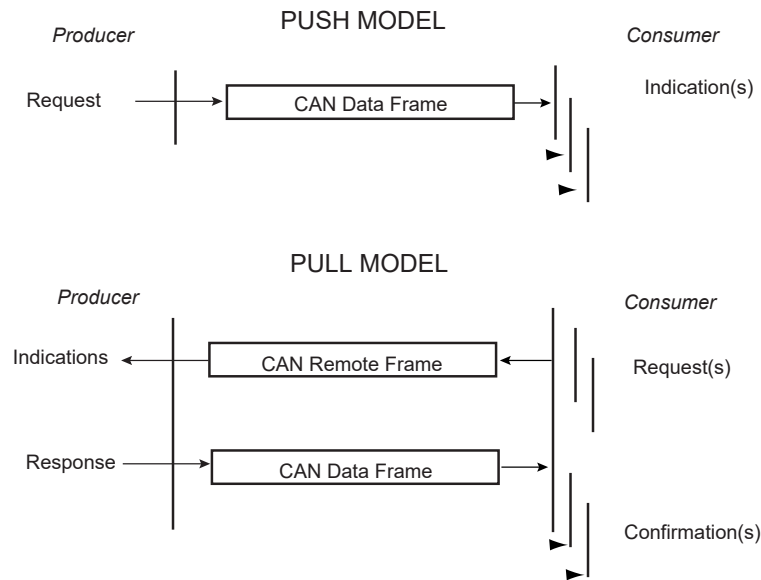 PUSH MODEL
Producer
Consumer
Request
CAN Data Frame
Indication(s)
PULL MODEL
Producer
Consumer
Indications
CAN Remote Frame
Request(s)
Response
CAN Data Frame
Confirmation(s)